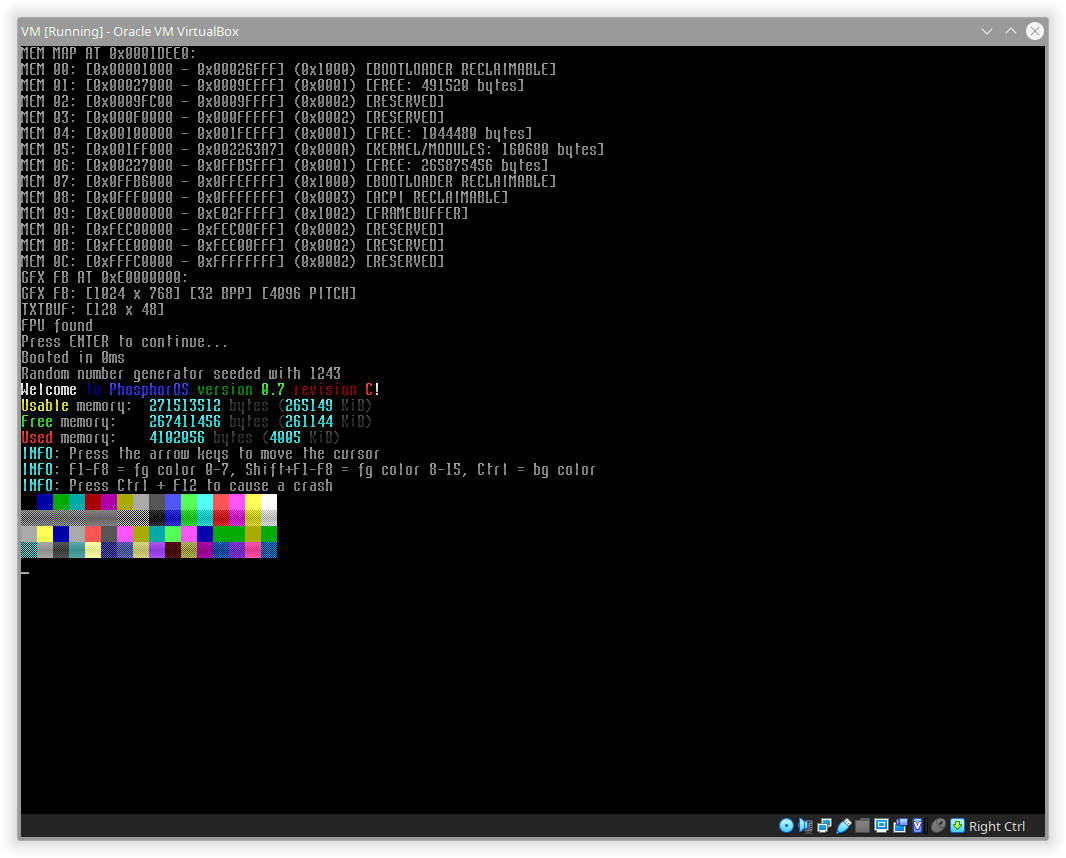 VM [Running] - Oracle VM VirtualBox
MEM MAP AT 0x0001DEE0:
MEM 00: [0x00001000 - 0x00026FFF] (0x1000) [BOOTLOADER RECLAIMABLE]
MEM 01: [0x00027000 - 0x0009EFFF] (0x0001) [FREE: 491520 bytes]
MEM 02: [0x0009FC00 - 0x0009FFFF] (0x0002) [RESERVED]
MEM 03: [0x000F0000 - 0x000FFFFF] (0x0002) [RESERVED]
MEM 04: [0x00100000 - 0x001FEFFF] (0x0001) [FREE: 1044480 bytes]
MEM 05: [0x001FF000 - 0x002263A7] (0x000A) [KERNEL/MODULES: 160680 bytes]
MEM 06: [0x00227000 - 0x0FFB5FFF] (0x0001) [FREE: 265875456 bytes]
MEM 07: [0x0FFB6000 - 0x0FFEFFFF] (0x1000) [BOOTLOADER RECLAIMABLE]
MEM 08: [0x0FFF0000 - 0x0FFFFFFF] (0x0003) [ACPI RECLAIMABLE]
MEM 09: [0xE0000000 - 0xE02FFFFF] (0x1002) [FRAMEBUFFER]
MEM 0A: [0xFEC00000 - 0xFEC00FFF] (0x0002) [RESERVED]
MEM 0B: [0xFEE00000 - 0xFEE00FFF] (0x0002) [RESERVED]
MEM 0C: [0xFFFC0000 - 0xFFFFFFFF] (0x0002) [RESERVED]
GFX FB AT 0xE0000000:
GFX FB: [1024 x 768] [32 BPP] [4096 PITCH]
TXTBUF: [128 x 48]
FPU found
Press ENTER to continue...
Booted in 0ms
Random number generator seeded with 1243
Welcome to PhosphorOS version 0.7 revision C!
Usable memory:  271513512 bytes (265149 KiB)
Free memory:    267411456 bytes (261144 KiB)
Used memory:    4102056 bytes (4005 KiB)
INFO: Press the arrow keys to move the cursor
INFO: F1-F8 = fg color 0-7, Shift+F1-F8 = fg color 8-15, Ctrl = bg color
INFO: Press Ctrl + F12 to cause a crash
Right Ctrl